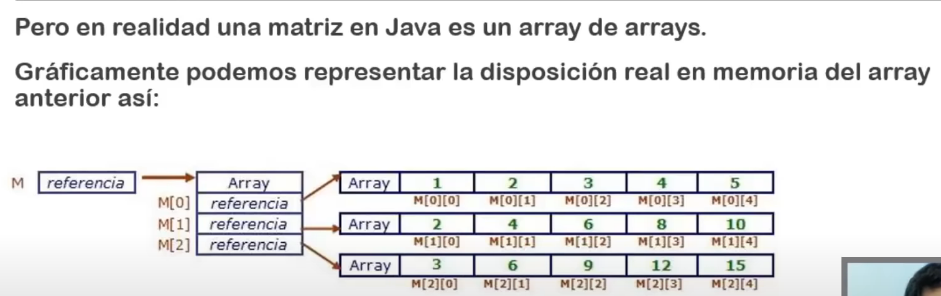 Pero en realidad una matriz en Java es un array de arrays.
Gráficamente podemos representar la disposición real en memoria del array
anterior así:
M referencia Array Array 1 2 3 4 5
M[0] referencia M[0][0] M[0][1] M[0][2] M[0][3] M[0][4]
M[1] referencia Array 2 4 6 8 10
M[2] referencia M[1][0] M[1][1] M[1][2] M[1][3] M[1][4]
Array 3 6 9 12 15
M[2][0] M[2][1] M[2][2] M[2][3] M[2][4]